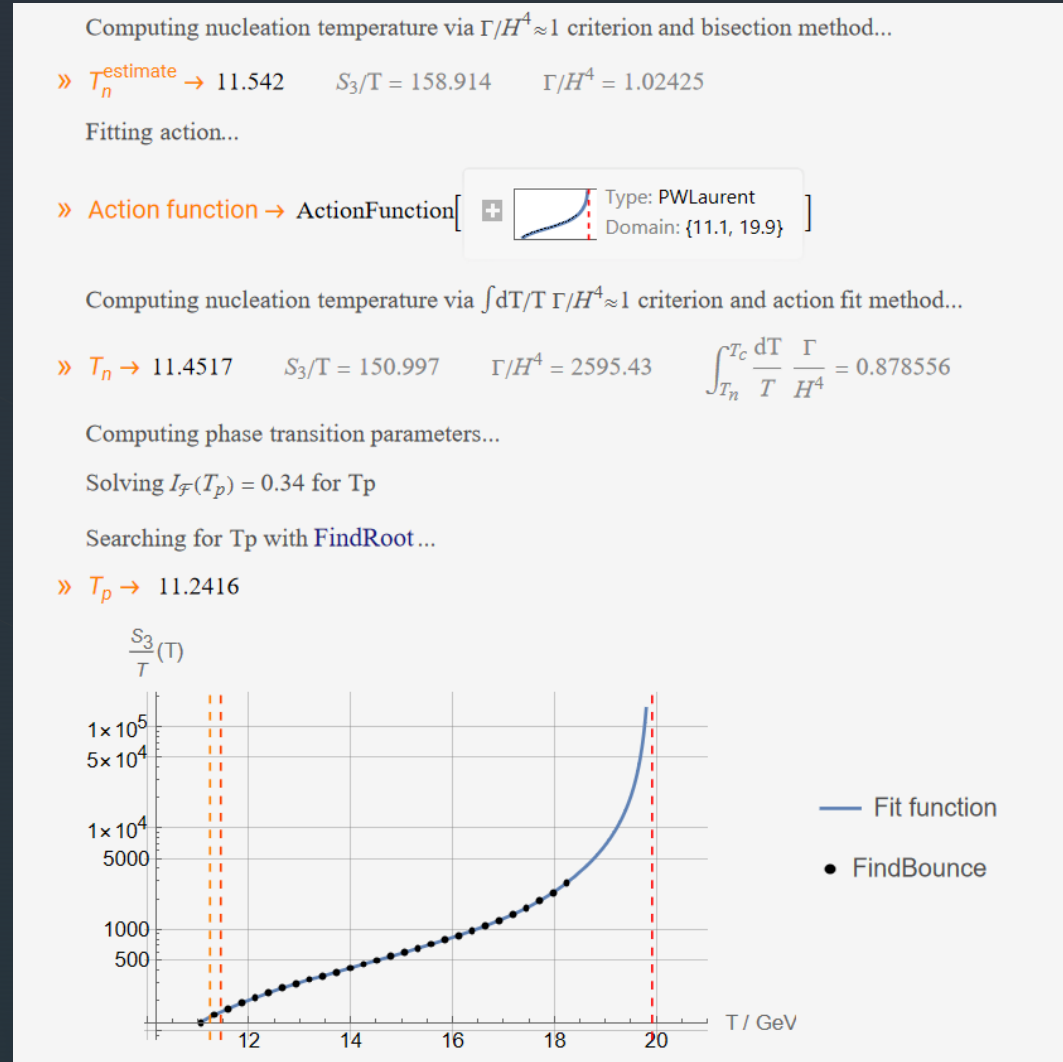 Computing nucleation temperature via Γ/H⁴≈1 criterion and bisection method...
» Tₙ^estimate → 11.542 S₃/T = 158.914 Γ/H⁴ = 1.02425
Fitting action...
» Action function → ActionFunction[ + Type: PWLaurent
Domain: {11.1, 19.9} ]
Computing nucleation temperature via ∫dT/T Γ/H⁴≈1 criterion and action fit method...
» Tₙ → 11.4517 S₃/T = 150.997 Γ/H⁴ = 2595.43 ∫_{Tₙ}^{T_c} dT/T Γ/H⁴ = 0.878556
Computing phase transition parameters...
Solving I_ℱ(T_p) = 0.34 for Tp
Searching for Tp with FindRoot...
» T_p → 11.2416
S₃/T (T)
1×10⁵
5×10⁴
1×10⁴
5000
1000
500
12 14 16 18 20
T / GeV
Fit function
FindBounce